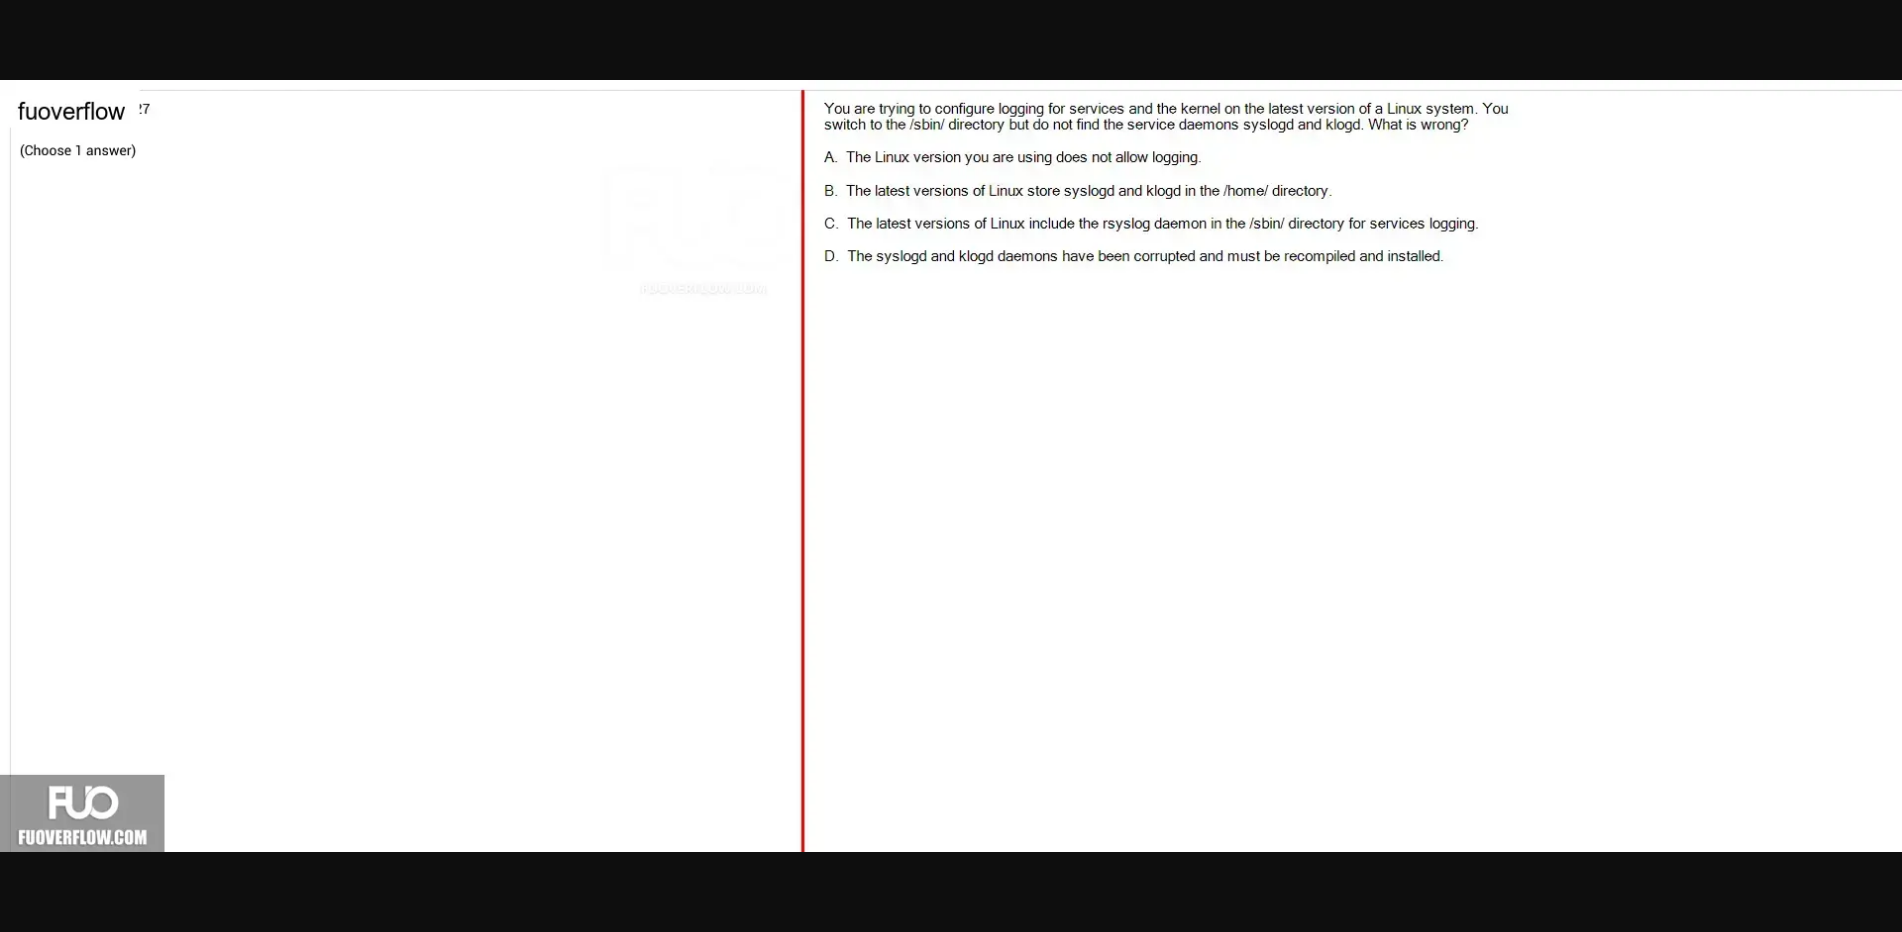 fuoverflow 27
(Choose 1 answer)
You are trying to configure logging for services and the kernel on the latest version of a Linux system. You
switch to the /sbin/ directory but do not find the service daemons syslogd and klogd. What is wrong?
A. The Linux version you are using does not allow logging.
B. The latest versions of Linux store syslogd and klogd in the /home/ directory.
C. The latest versions of Linux include the rsyslog daemon in the /sbin/ directory for services logging.
D. The syslogd and klogd daemons have been corrupted and must be recompiled and installed.
FUO
FUOVERFLOW.COM
FUO
FUOVERFLOW.COM